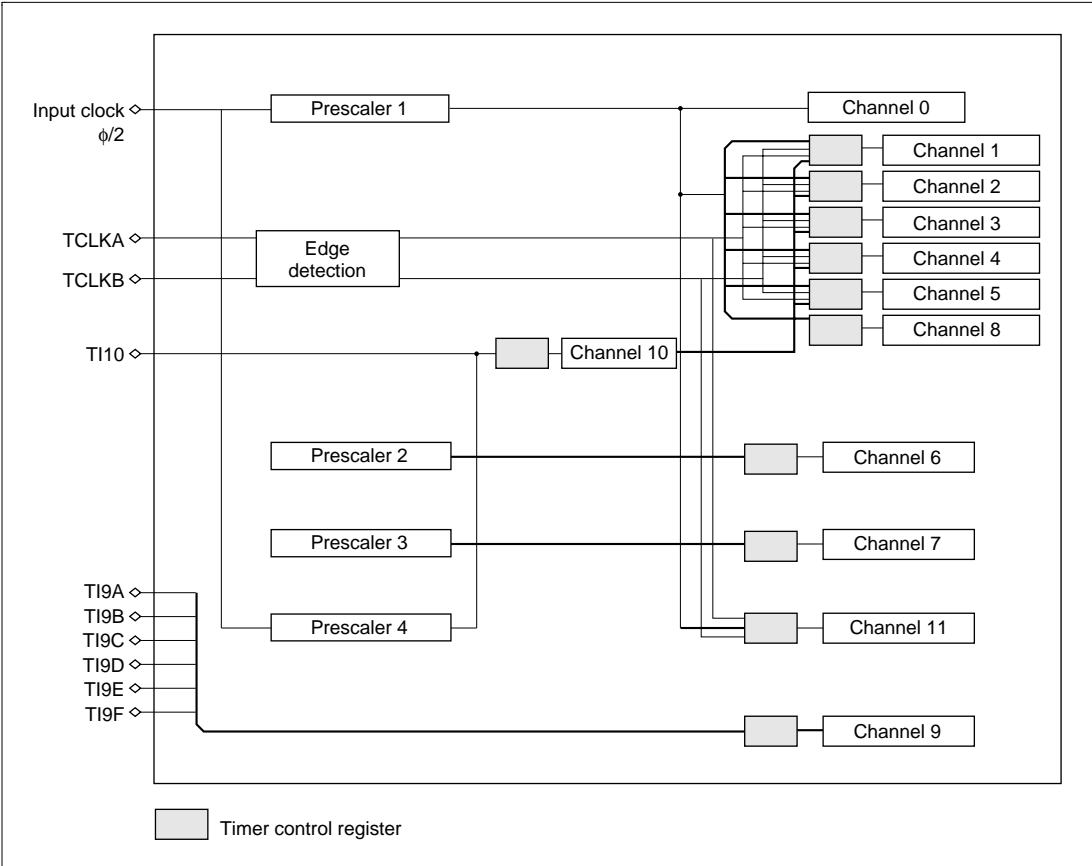 Input clock
ϕ/2
Prescaler 1
Channel 0
Channel 1
Channel 2
Channel 3
Channel 4
Channel 5
Channel 8
TCLKA
TCLKB
Edge
detection
TI10
Channel 10
Prescaler 2
Channel 6
Prescaler 3
Channel 7
TI9A
TI9B
TI9C
TI9D
TI9E
TI9F
Prescaler 4
Channel 11
Channel 9
Timer control register